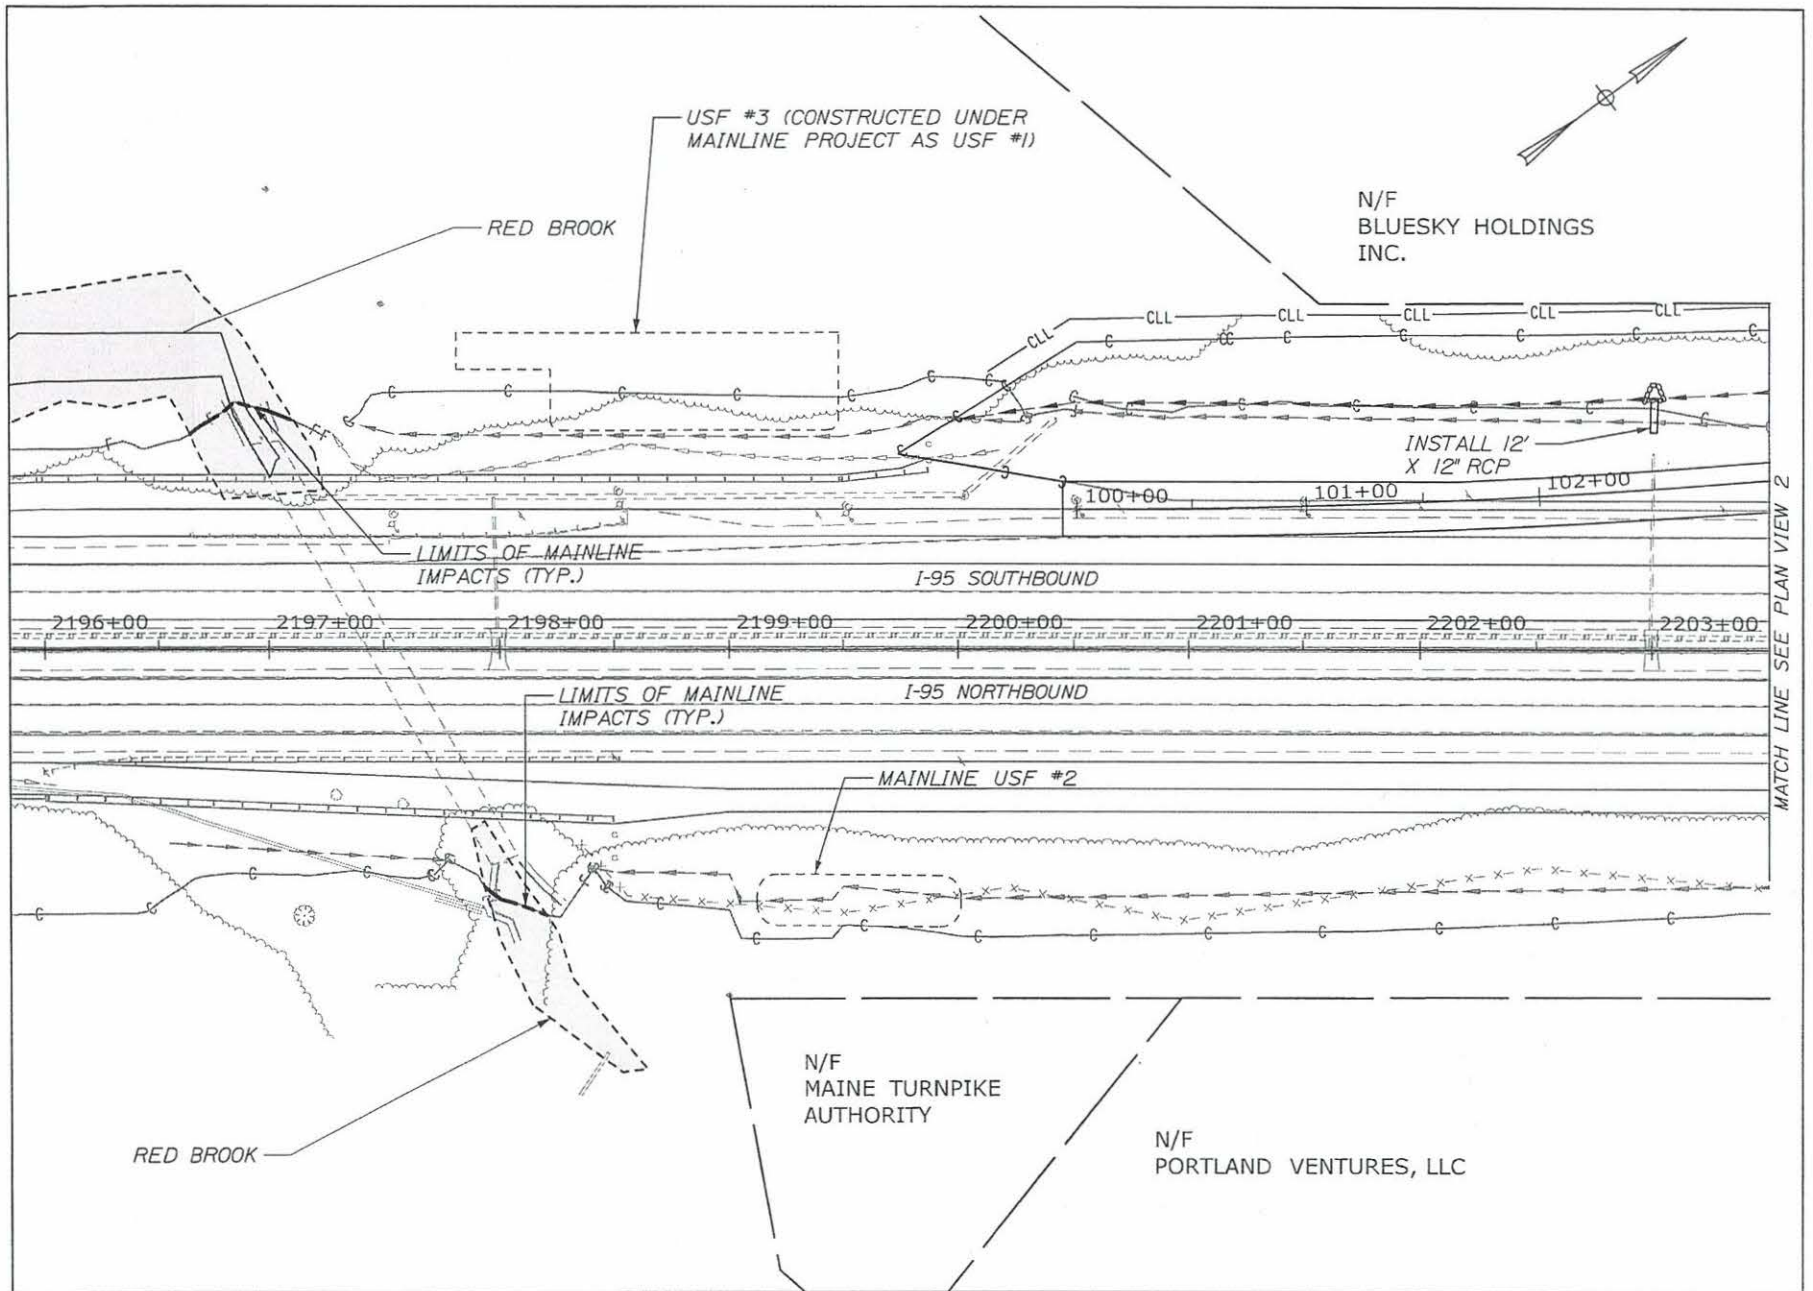 USF #3 (CONSTRUCTED UNDER
MAINLINE PROJECT AS USF #1)
RED BROOK
N/F
BLUESKY HOLDINGS
INC.
CLL
CLL
CLL
CLL
CLL
C
C
C
C
C
C
C
C
C
C
C
INSTALL 12'
X 12" RCP
100+00
101+00
102+00
LIMITS OF MAINLINE
IMPACTS (TYP.)
I-95 SOUTHBOUND
2196+00
2197+00
2198+00
2199+00
2200+00
2201+00
2202+00
2203+00
MATCH LINE SEE PLAN VIEW 2
LIMITS OF MAINLINE
IMPACTS (TYP.)
I-95 NORTHBOUND
MAINLINE USF #2
C
C
C
C
C
C
C
C
C
C
C
RED BROOK
N/F
MAINE TURNPIKE
AUTHORITY
N/F
PORTLAND VENTURES, LLC